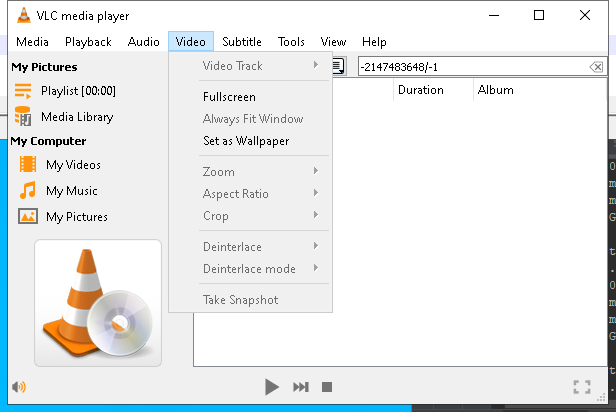 VLC media player
Media Playback Audio Video Subtitle Tools View Help
My Pictures
Playlist [00:00]
Media Library
My Computer
My Videos
My Music
My Pictures
Video Track
Fullscreen
Always Fit Window
Set as Wallpaper
Zoom
Aspect Ratio
Crop
Deinterlace
Deinterlace mode
Take Snapshot
-2147483648/-1
Duration Album